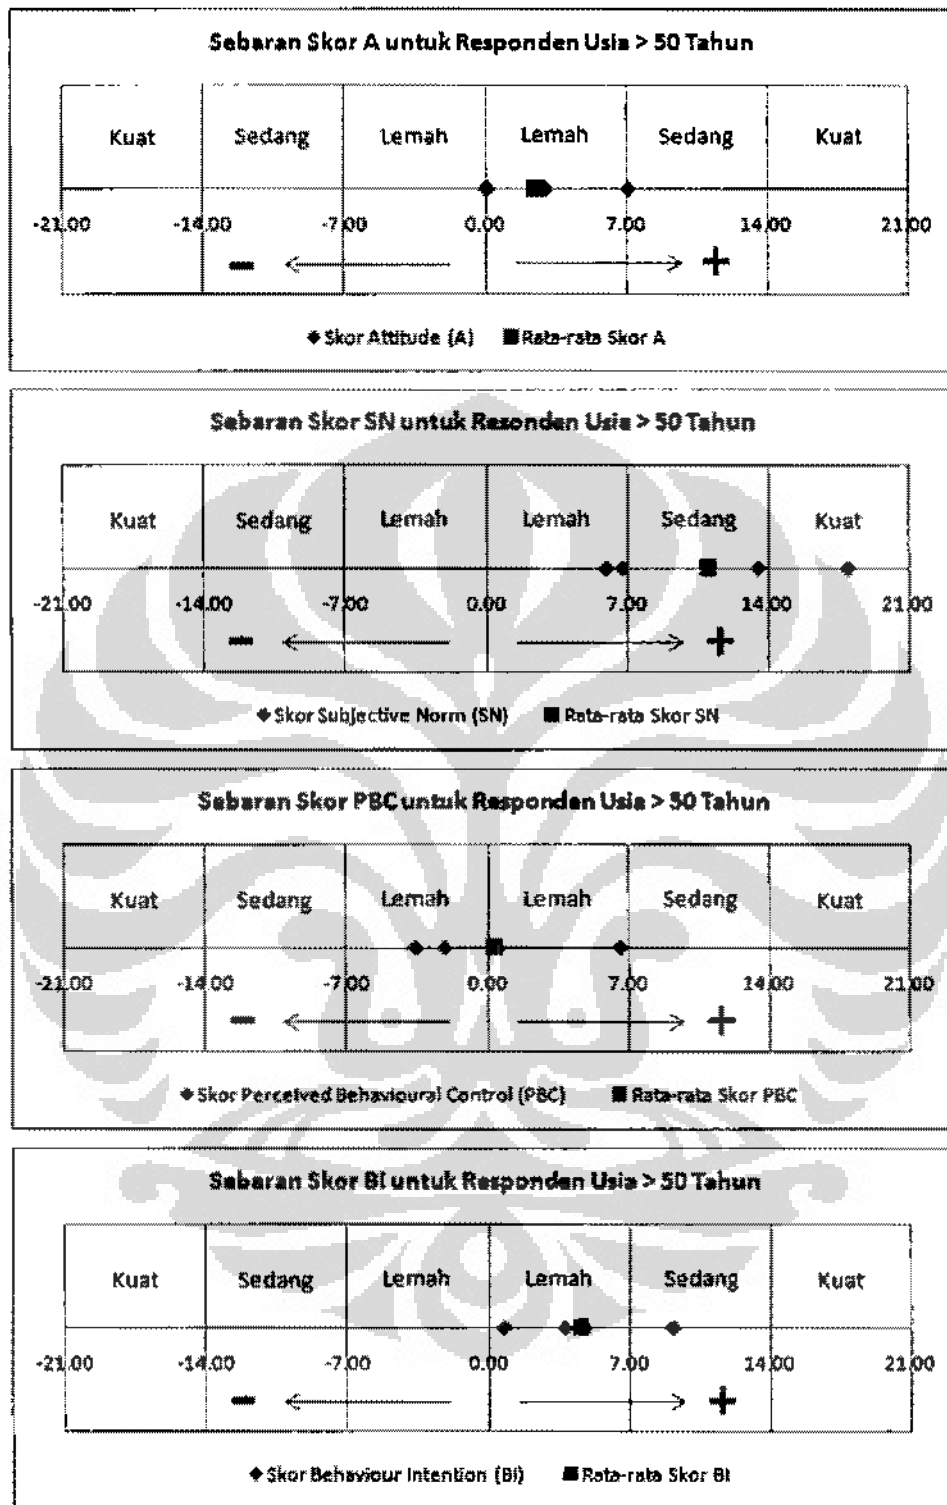 Sebaran Skor A untuk Responden Usia > 50 Tahun
Kuat Sedang Lemah Lemah Sedang Kuat
-21.00 -14.00 -7.00 0.00 7.00 14.00 21.00
− +
Skor Attitude (A) Rata-rata Skor A
Sebaran Skor SN untuk Resonden Usia > 50 Tahun
Kuat Sedang Lemah Lemah Sedang Kuat
-21.00 -14.00 -7.00 0.00 7.00 14.00 21.00
− +
Skor Subjective Norm (SN) Rata-rata Skor SN
Sebaran Skor PBC untuk Responden Usia > 50 Tahun
Kuat Sedang Lemah Lemah Sedang Kuat
-21.00 -14.00 -7.00 0.00 7.00 14.00 21.00
− +
Skor Perceived Behavioural Control (PBC) Rata-rata Skor PBC
Sebaran Skor BI untuk Responden Usia > 50 Tahun
Kuat Sedang Lemah Lemah Sedang Kuat
-21.00 -14.00 -7.00 0.00 7.00 14.00 21.00
− +
Skor Behaviour Intention (BI) Rata-rata Skor BI